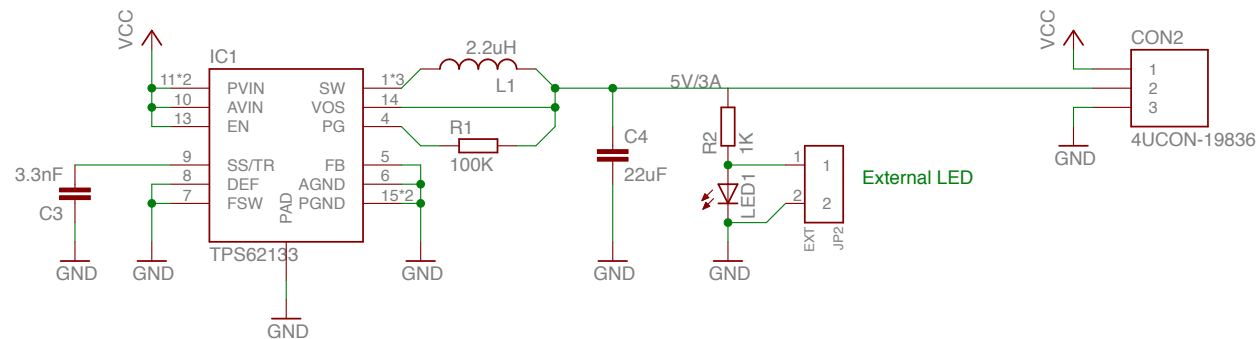 VCC
IC1
TPS62133
11*2
PVIN
10
AVIN
13
EN
9
SS/TR
8
DEF
7
FSW
PAD
SW
1*3
VOS
14
PG
4
FB
5
AGND
6
PGND
15*2
3.3nF
C3
GND
GND
GND
GND
2.2uH
L1
R1
100K
C4
22uF
GND
5V/3A
R2
1K
LED1
GND
1
2
1
2
EXT
JP2
External LED
VCC
GND
CON2
1
2
3
4UCON-19836